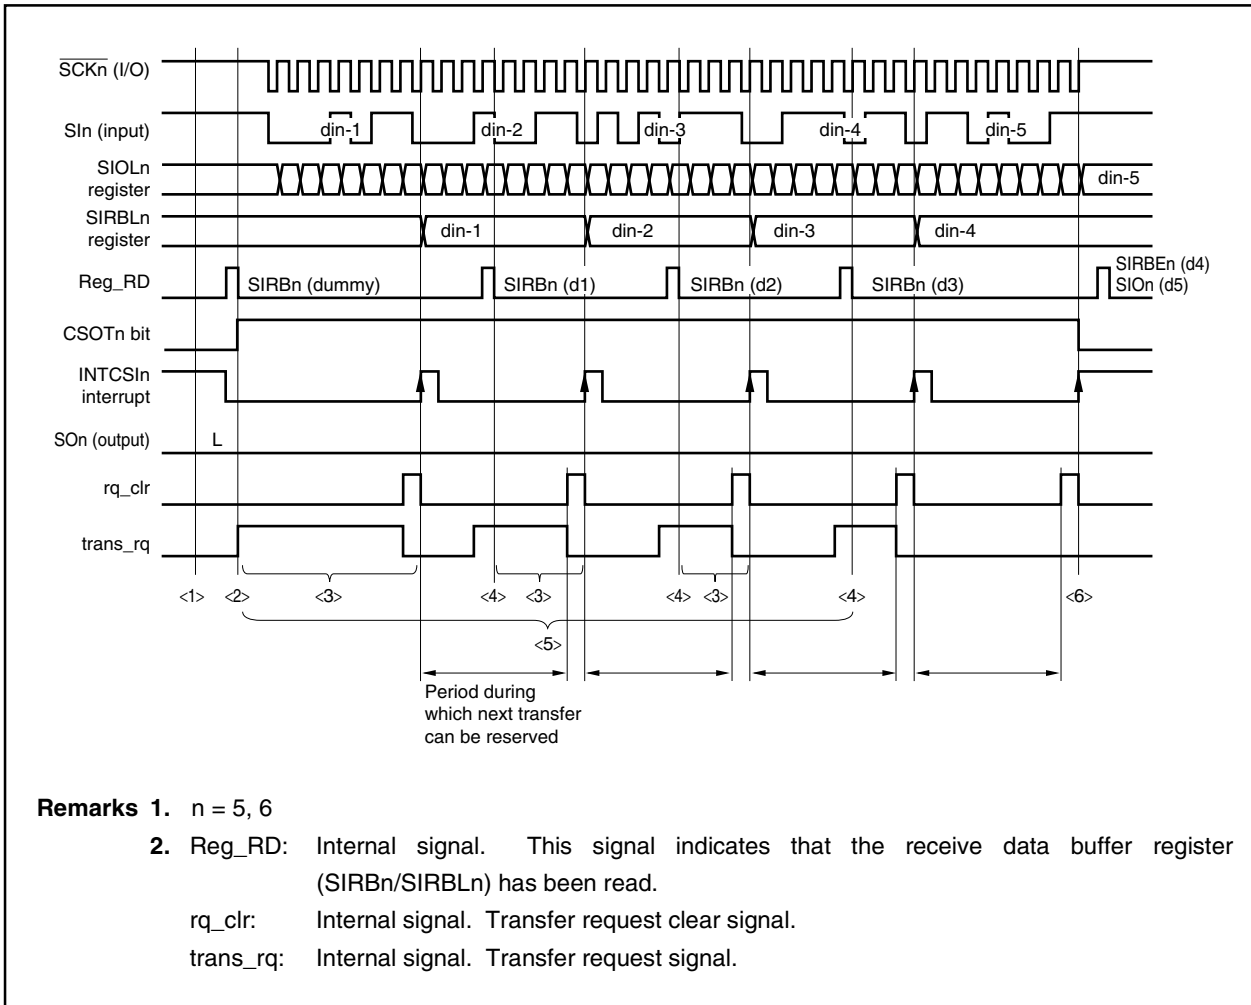 SCKn (I/O)
SIn (input)
din-1 din-2 din-3 din-4 din-5
SIOLn
register
din-5
SIRBLn
register
din-1 din-2 din-3 din-4
Reg_RD
SIRBn (dummy) SIRBn (d1) SIRBn (d2) SIRBn (d3)
SIRBEn (d4)
SIOn (d5)
CSOTn bit
INTCSIn
interrupt
SOn (output)
L
rq_clr
trans_rq
<1> <2> <3> <4> <3> <4> <3> <4> <6>
<5>
Period during
which next transfer
can be reserved
Remarks 1. n = 5, 6
2. Reg_RD: Internal signal. This signal indicates that the receive data buffer register
(SIRBn/SIRBLn) has been read.
rq_clr: Internal signal. Transfer request clear signal.
trans_rq: Internal signal. Transfer request signal.